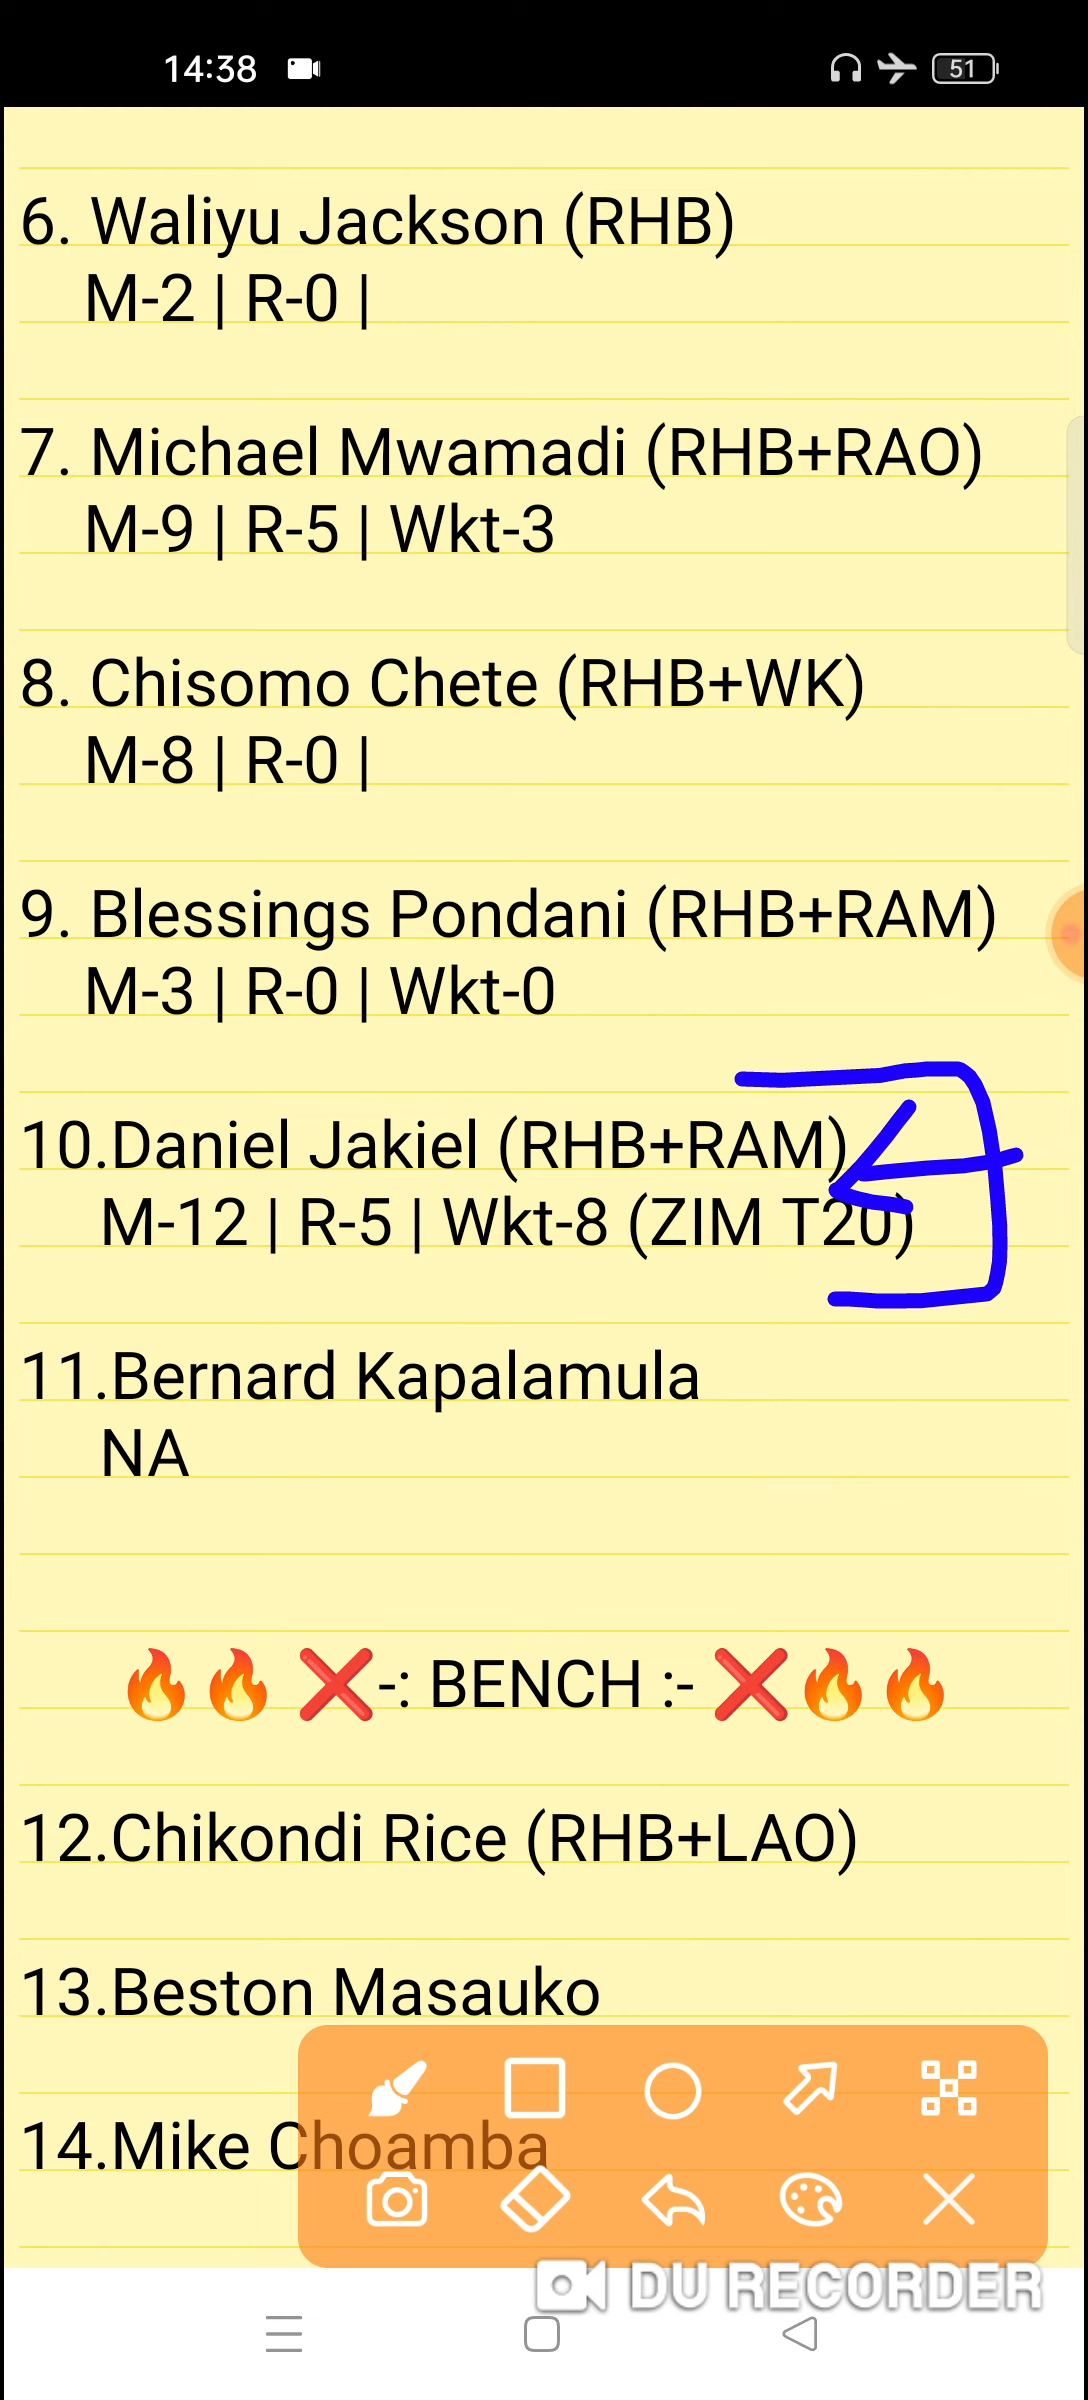 14:38
51
6. Waliyu Jackson (RHB)
M-2 | R-0 |
7. Michael Mwamadi (RHB+RAO)
M-9 | R-5 | Wkt-3
8. Chisomo Chete (RHB+WK)
M-8 | R-0 |
9. Blessings Pondani (RHB+RAM)
M-3 | R-0 | Wkt-0
10.Daniel Jakiel (RHB+RAM)
M-12 | R-5 | Wkt-8 (ZIM T20)
11.Bernard Kapalamula
NA
🔥🔥❌-: BENCH :- ❌🔥🔥
12.Chikondi Rice (RHB+LAO)
13.Beston Masauko
14.Mike Choamba
DU RECORDER